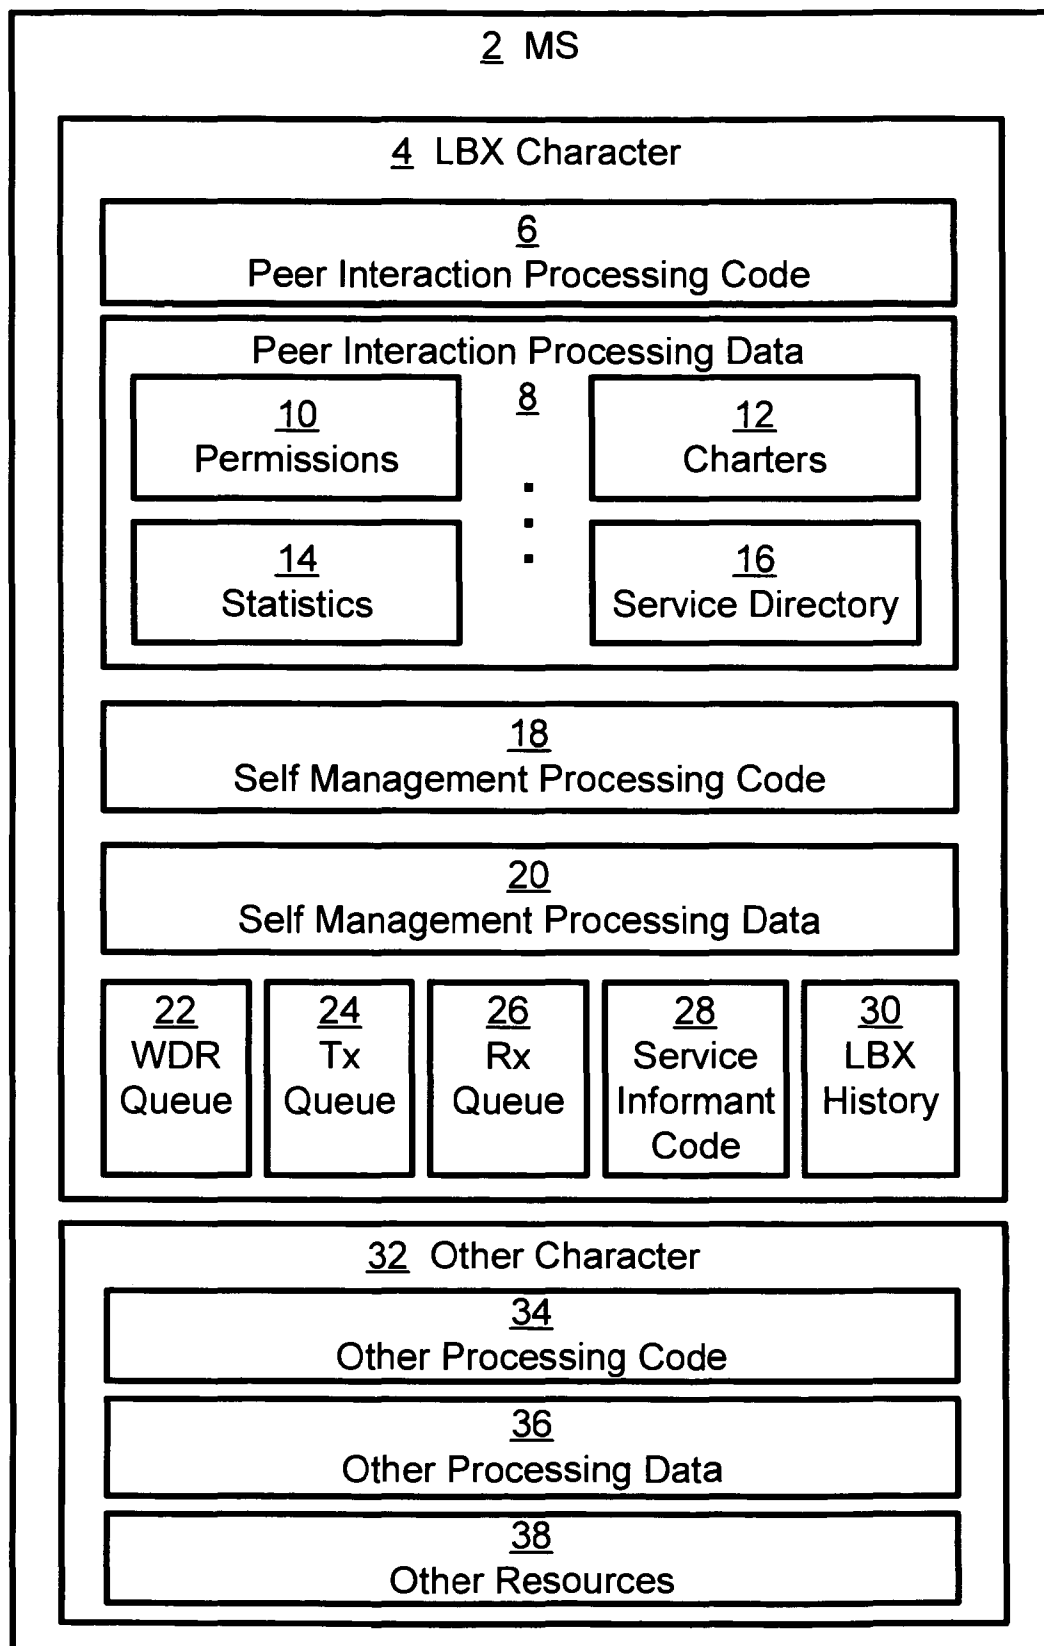 2 MS
4 LBX Character
6
Peer Interaction Processing Code
Peer Interaction Processing Data
8
10
Permissions
12
Charters
14
Statistics
16
Service Directory
18
Self Management Processing Code
20
Self Management Processing Data
22
WDR
Queue
24
Tx
Queue
26
Rx
Queue
28
Service
Informant
Code
30
LBX
History
32 Other Character
34
Other Processing Code
36
Other Processing Data
38
Other Resources